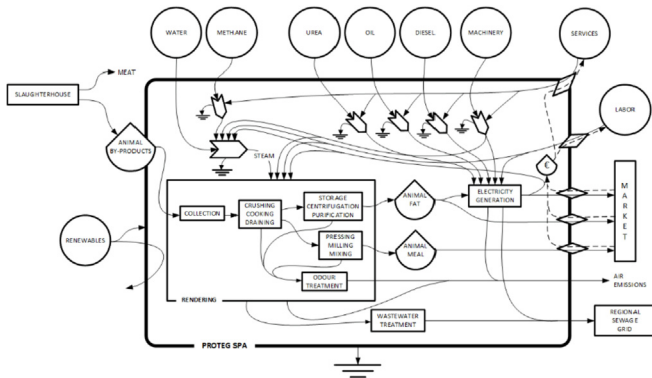 WATER
METHANE
UREA
OIL
DIESEL
MACHINERY
SERVICES
SLAUGHTERHOUSE
MEAT
LABOR
ANIMAL
BY-PRODUCTS
STEAM
€
COLLECTION
CRUSHING
COOKING
DRAINING
STORAGE
CENTRIFUGATION
PURIFICATION
ANIMAL
FAT
ELECTRICITY
GENERATION
MARKET
RENEWABLES
PRESSING
MILLING
MIXING
ANIMAL
MEAL
ODOUR
TREATMENT
AIR
EMISSIONS
RENDERING
WASTEWATER
TREATMENT
REGIONAL
SEWAGE
GRID
PROTEG SPA